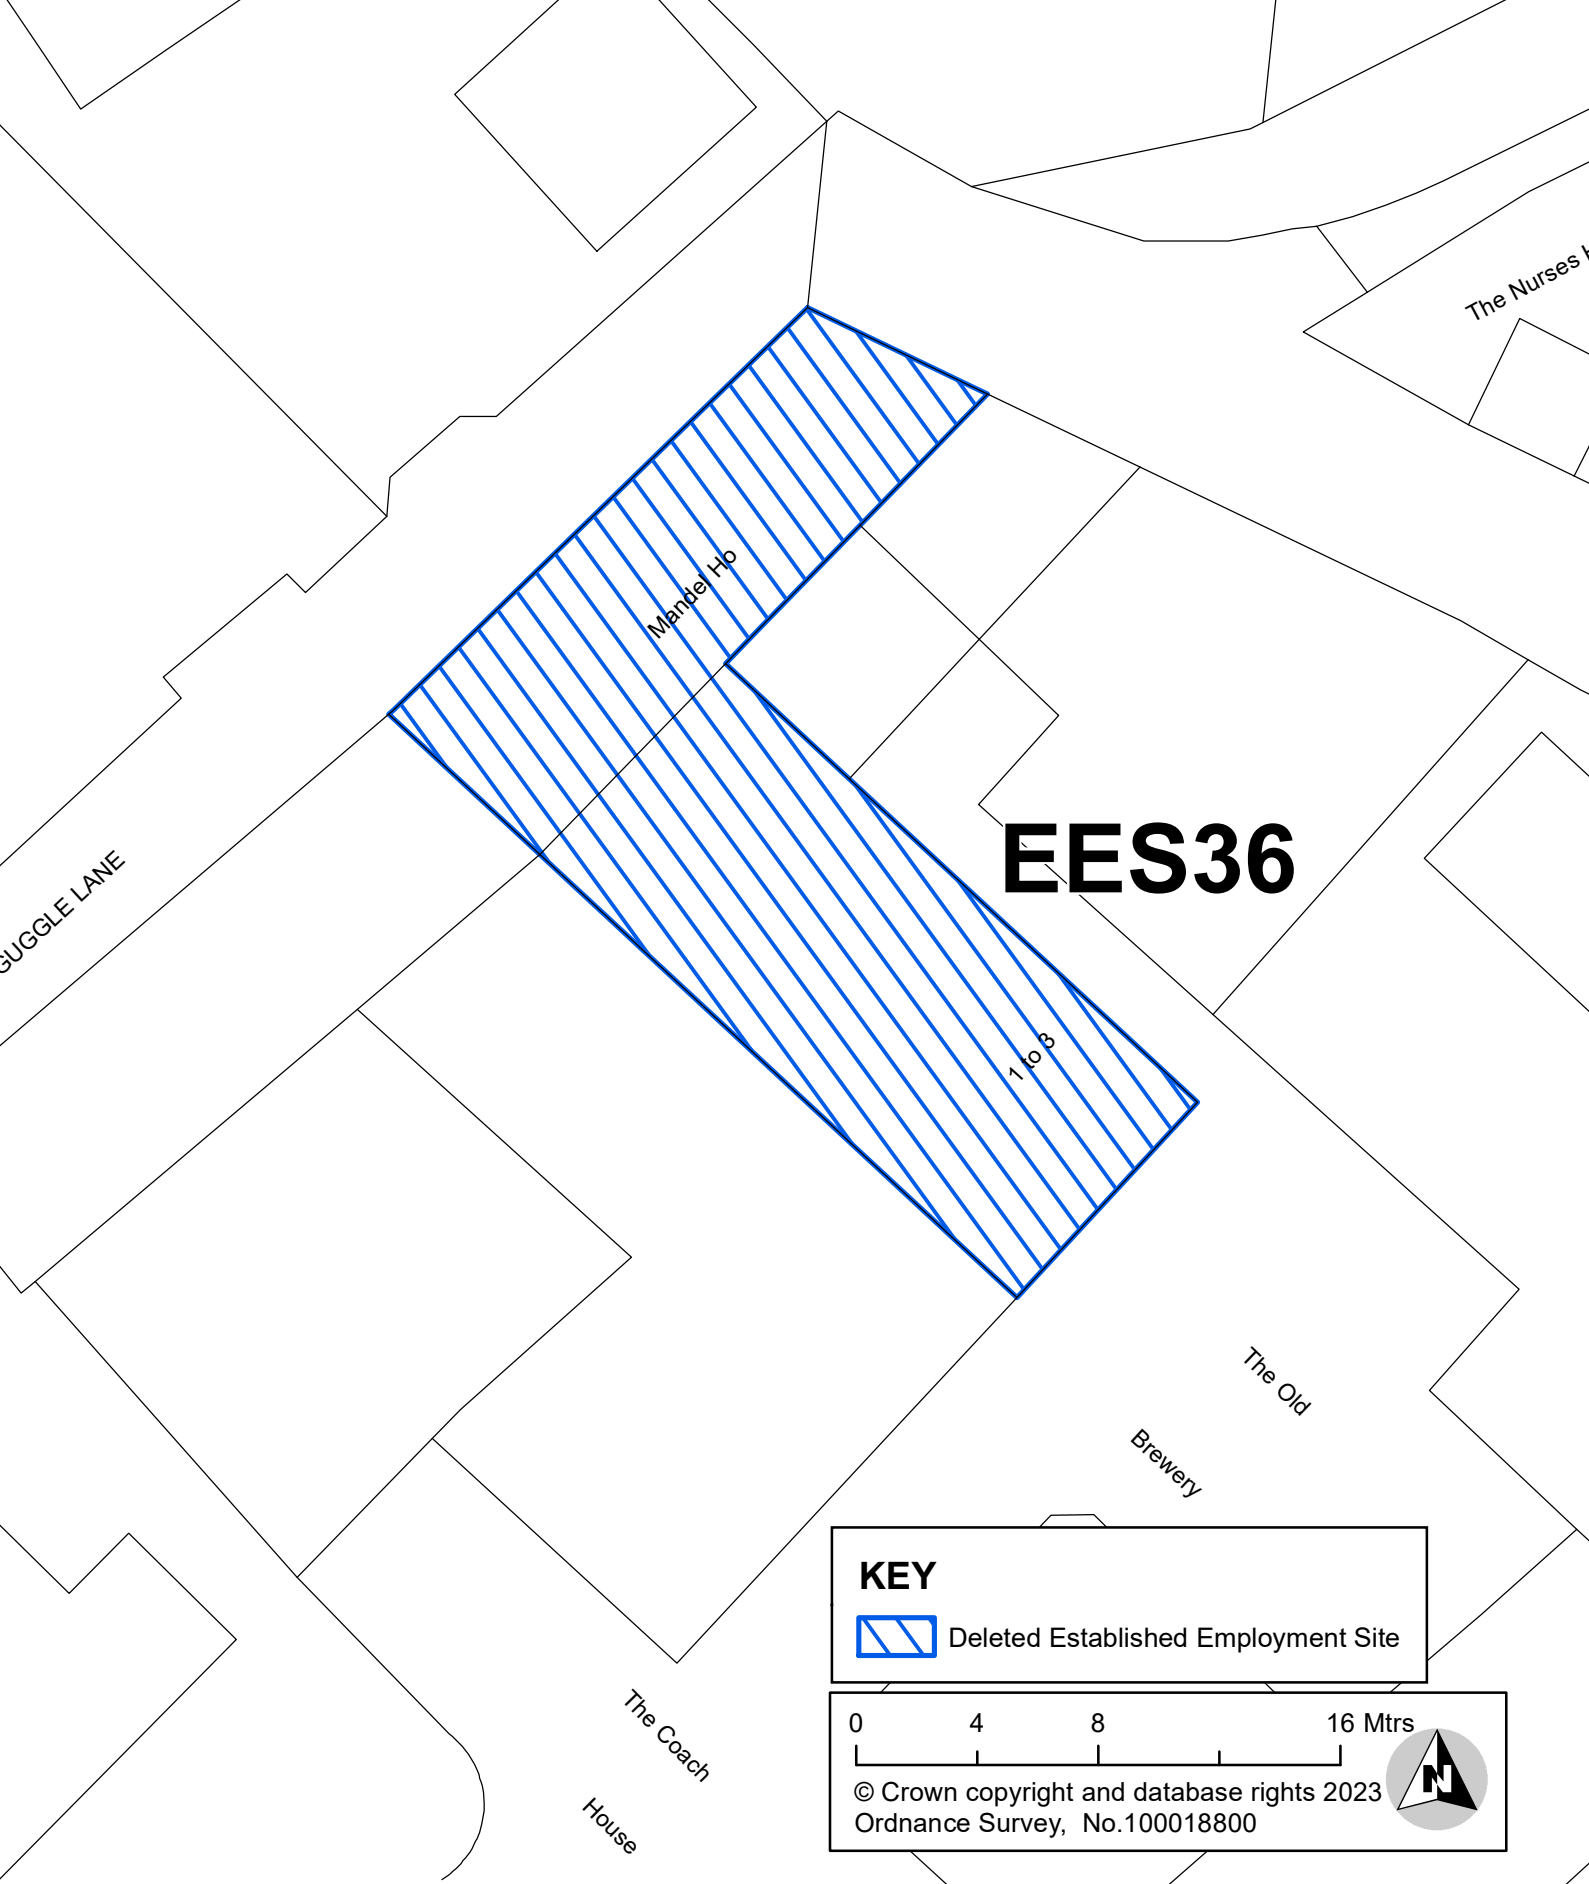 The Nurses H
Mandel Ho
EES36
GUGGLE LANE
1 to 3
The Old
Brewery
KEY
Deleted Established Employment Site
The Coach
House
0 4 8 16 Mtrs
N
© Crown copyright and database rights 2023
Ordnance Survey, No.100018800